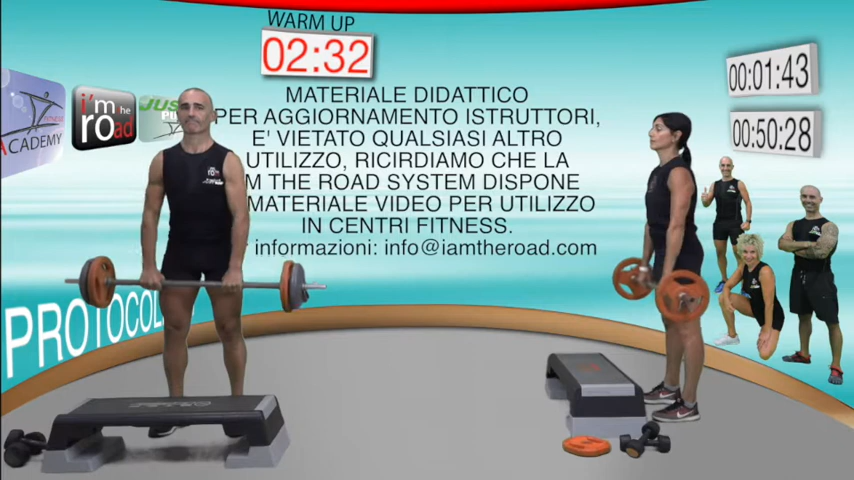 WARM UP
02:32
00:01:43
00:50:28
i'm the
road
JUS
PU
ACADEMY
MATERIALE DIDATTICO
PER AGGIORNAMENTO ISTRUTTORI,
E' VIETATO QUALSIASI ALTRO
UTILIZZO, RICIRDIAMO CHE LA
M THE ROAD SYSTEM DISPONE
MATERIALE VIDEO PER UTILIZZO
IN CENTRI FITNESS.
informazioni: info@iamtheroad.com
PROTOCOL